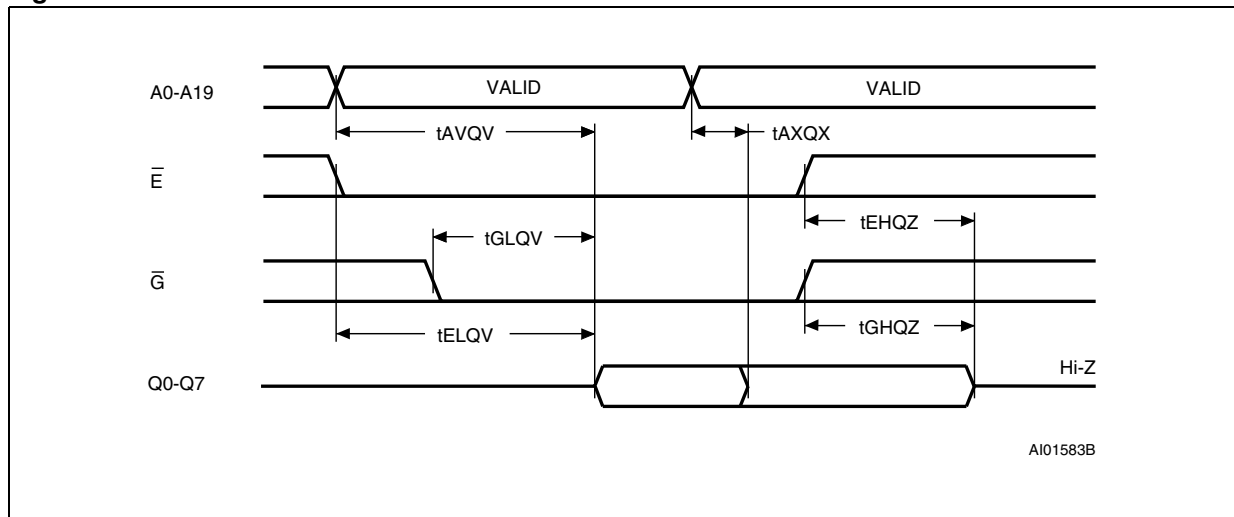 A0-A19
VALID
VALID
tAVQV
tAXQX
E̅
tEHQZ
tGLQV
G̅
tELQV
tGHQZ
Q0-Q7
Hi-Z
AI01583B